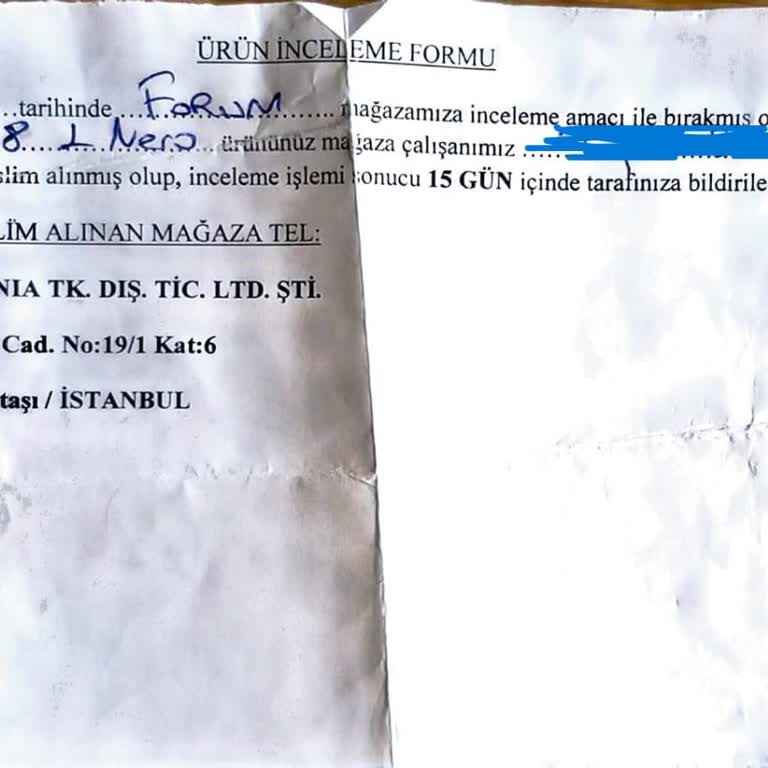 ÜRÜN İNCELEME FORMU
..tarihinde ...FORUM........ mağazamıza inceleme amacı ile bırakmış o
8.....1.Nero... ürününüz mağaza çalışanımız ......
slim alınmış olup, inceleme işlemi sonucu 15 GÜN içinde tarafınıza bildirile
LİM ALINAN MAĞAZA TEL:
NIA TK. DIŞ. TİC. LTD. ŞTİ.
Cad. No:19/1 Kat:6
taşı / İSTANBUL